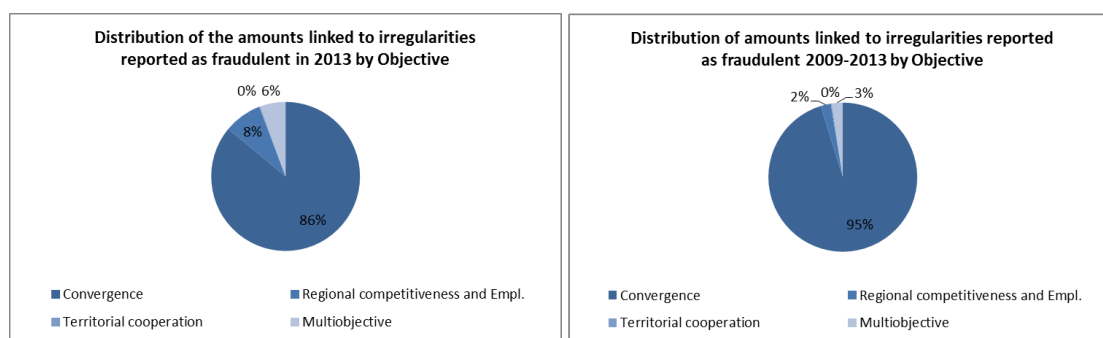 Distribution of the amounts linked to irregularities
reported as fraudulent in 2013 by Objective
0% 6%
8%
86%
Convergence
Regional competitiveness and Empl.
Territorial cooperation
Multiobjective
Distribution of amounts linked to irregularities reported
as fraudulent 2009-2013 by Objective
2% 0% 3%
95%
Convergence
Regional competitiveness and Empl.
Territorial cooperation
Multiobjective